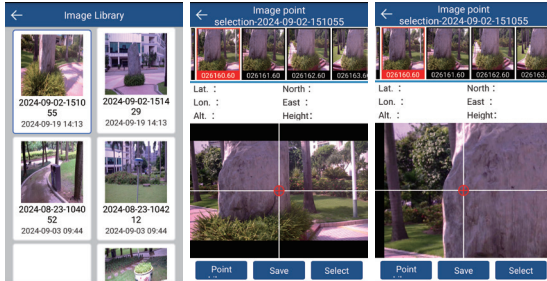 Image Library
2024-09-02-1510
55
2024-09-19 14:13
2024-09-02-1514
29
2024-09-19 14:13
2024-08-23-1040
52
2024-09-03 09:44
2024-08-23-1042
12
2024-09-03 09:44
Image point
selection-2024-09-02-151055
026160.60
026161.60
026162.60
026163.6
Lat. :
North :
Lon. :
East :
Alt. :
Height:
Point
Save
Select
Image point
selection-2024-09-02-151055
026160.60
026161.60
026162.60
026163.6
Lat. :
North :
Lon. :
East :
Alt. :
Height:
Point
Save
Select